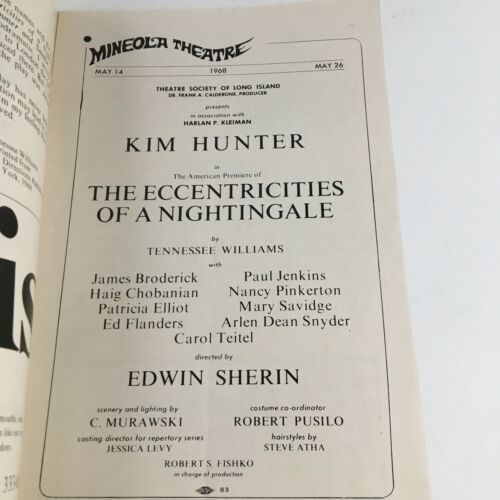 MINEOLA THEATRE
MAY 14 1968 MAY 26
THEATRE SOCIETY OF LONG ISLAND
DR. FRANK A. CALDERONE, PRODUCER
presents
in association with
HARLAN P. KLEIMAN
KIM HUNTER
in
The American Premiere of
THE ECCENTRICITIES
OF A NIGHTINGALE
by
TENNESSEE WILLIAMS
with
James Broderick Paul Jenkins
Haig Chobanian Nancy Pinkerton
Patricia Elliot Mary Savidge
Ed Flanders Arlen Dean Snyder
Carol Teitel
directed by
EDWIN SHERIN
scenery and lighting by costume co-ordinator
C. MURAWSKI ROBERT PUSILO
casting director for repertory series hairstyles by
JESSICA LEVY STEVE ATHA
ROBERT S. FISHKO
in charge of production
83
is